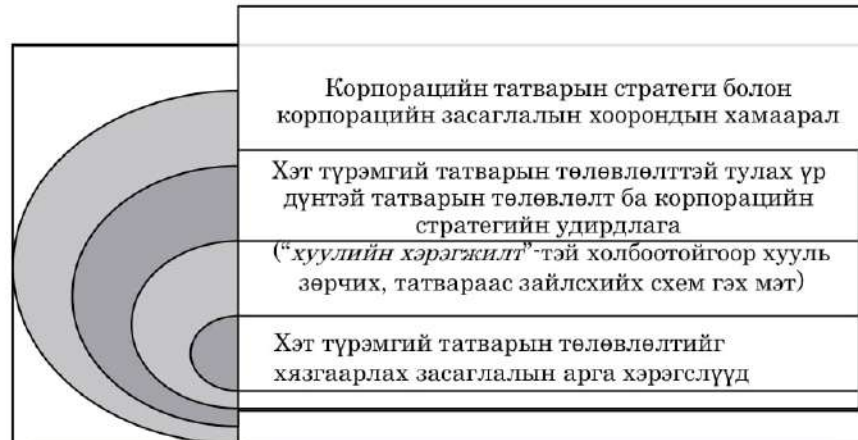 Корпорацийн татварын стратеги болон
корпорацийн засаглалын хоорондын хамаарал
Хэт түрэмгий татварын төлөвлөлттэй тулах үр
дүнтэй татварын төлөвлөлт ба корпорацийн
стратегийн удирдлага
(“хуулийн хэрэгжилт”-тэй холбоотойгоор хууль
зөрчих, татвараас зайлсхийх схем гэх мэт)
Хэт түрэмгий татварын төлөвлөлтийг
хязгаарлах засаглалын арга хэрэгслүүд